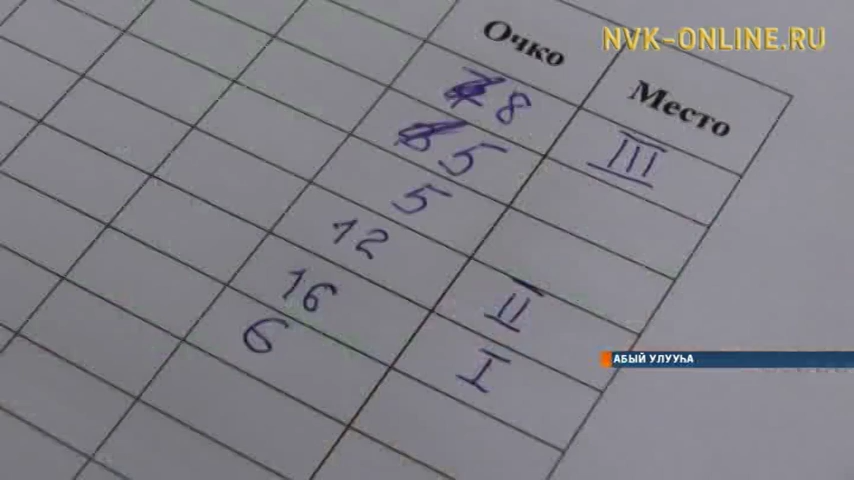 NVK-ONLINE.RU
Очко Место
8 III
5
5
12 II
16 I
6
АБЫЙ УЛУУҺА